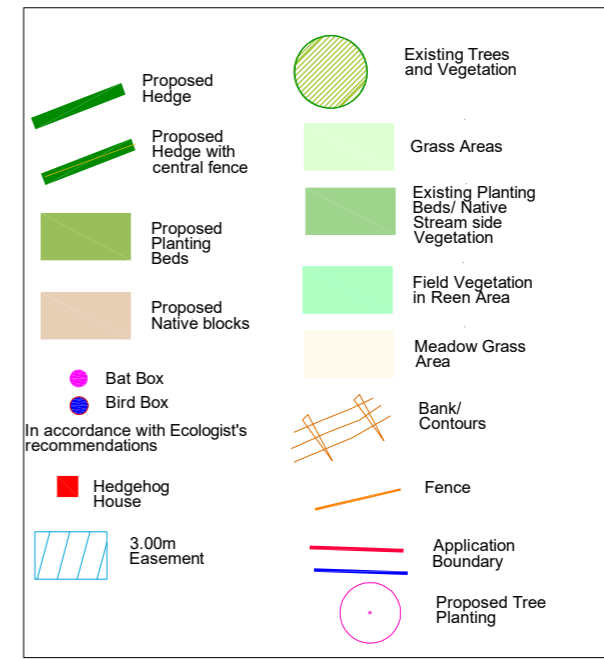 Proposed
Hedge
Proposed
Hedge with
central fence
Proposed
Planting
Beds
Proposed
Native blocks
Bat Box
Bird Box
In accordance with Ecologist's
recommendations
Hedgehog
House
3.00m
Easement
Existing Trees
and Vegetation
Grass Areas
Existing Planting
Beds/ Native
Stream side
Vegetation
Field Vegetation
in Reen Area
Meadow Grass
Area
Bank/
Contours
Fence
Application
Boundary
Proposed Tree
Planting